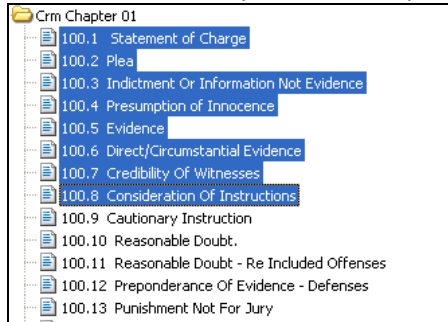 Crm Chapter 01
100.1 Statement of Charge
100.2 Plea
100.3 Indictment Or Information Not Evidence
100.4 Presumption of Innocence
100.5 Evidence
100.6 Direct/Circumstantial Evidence
100.7 Credibility Of Witnesses
100.8 Consideration Of Instructions
100.9 Cautionary Instruction
100.10 Reasonable Doubt.
100.11 Reasonable Doubt - Re Included Offenses
100.12 Preponderance Of Evidence - Defenses
100.13 Punishment Not For Jury